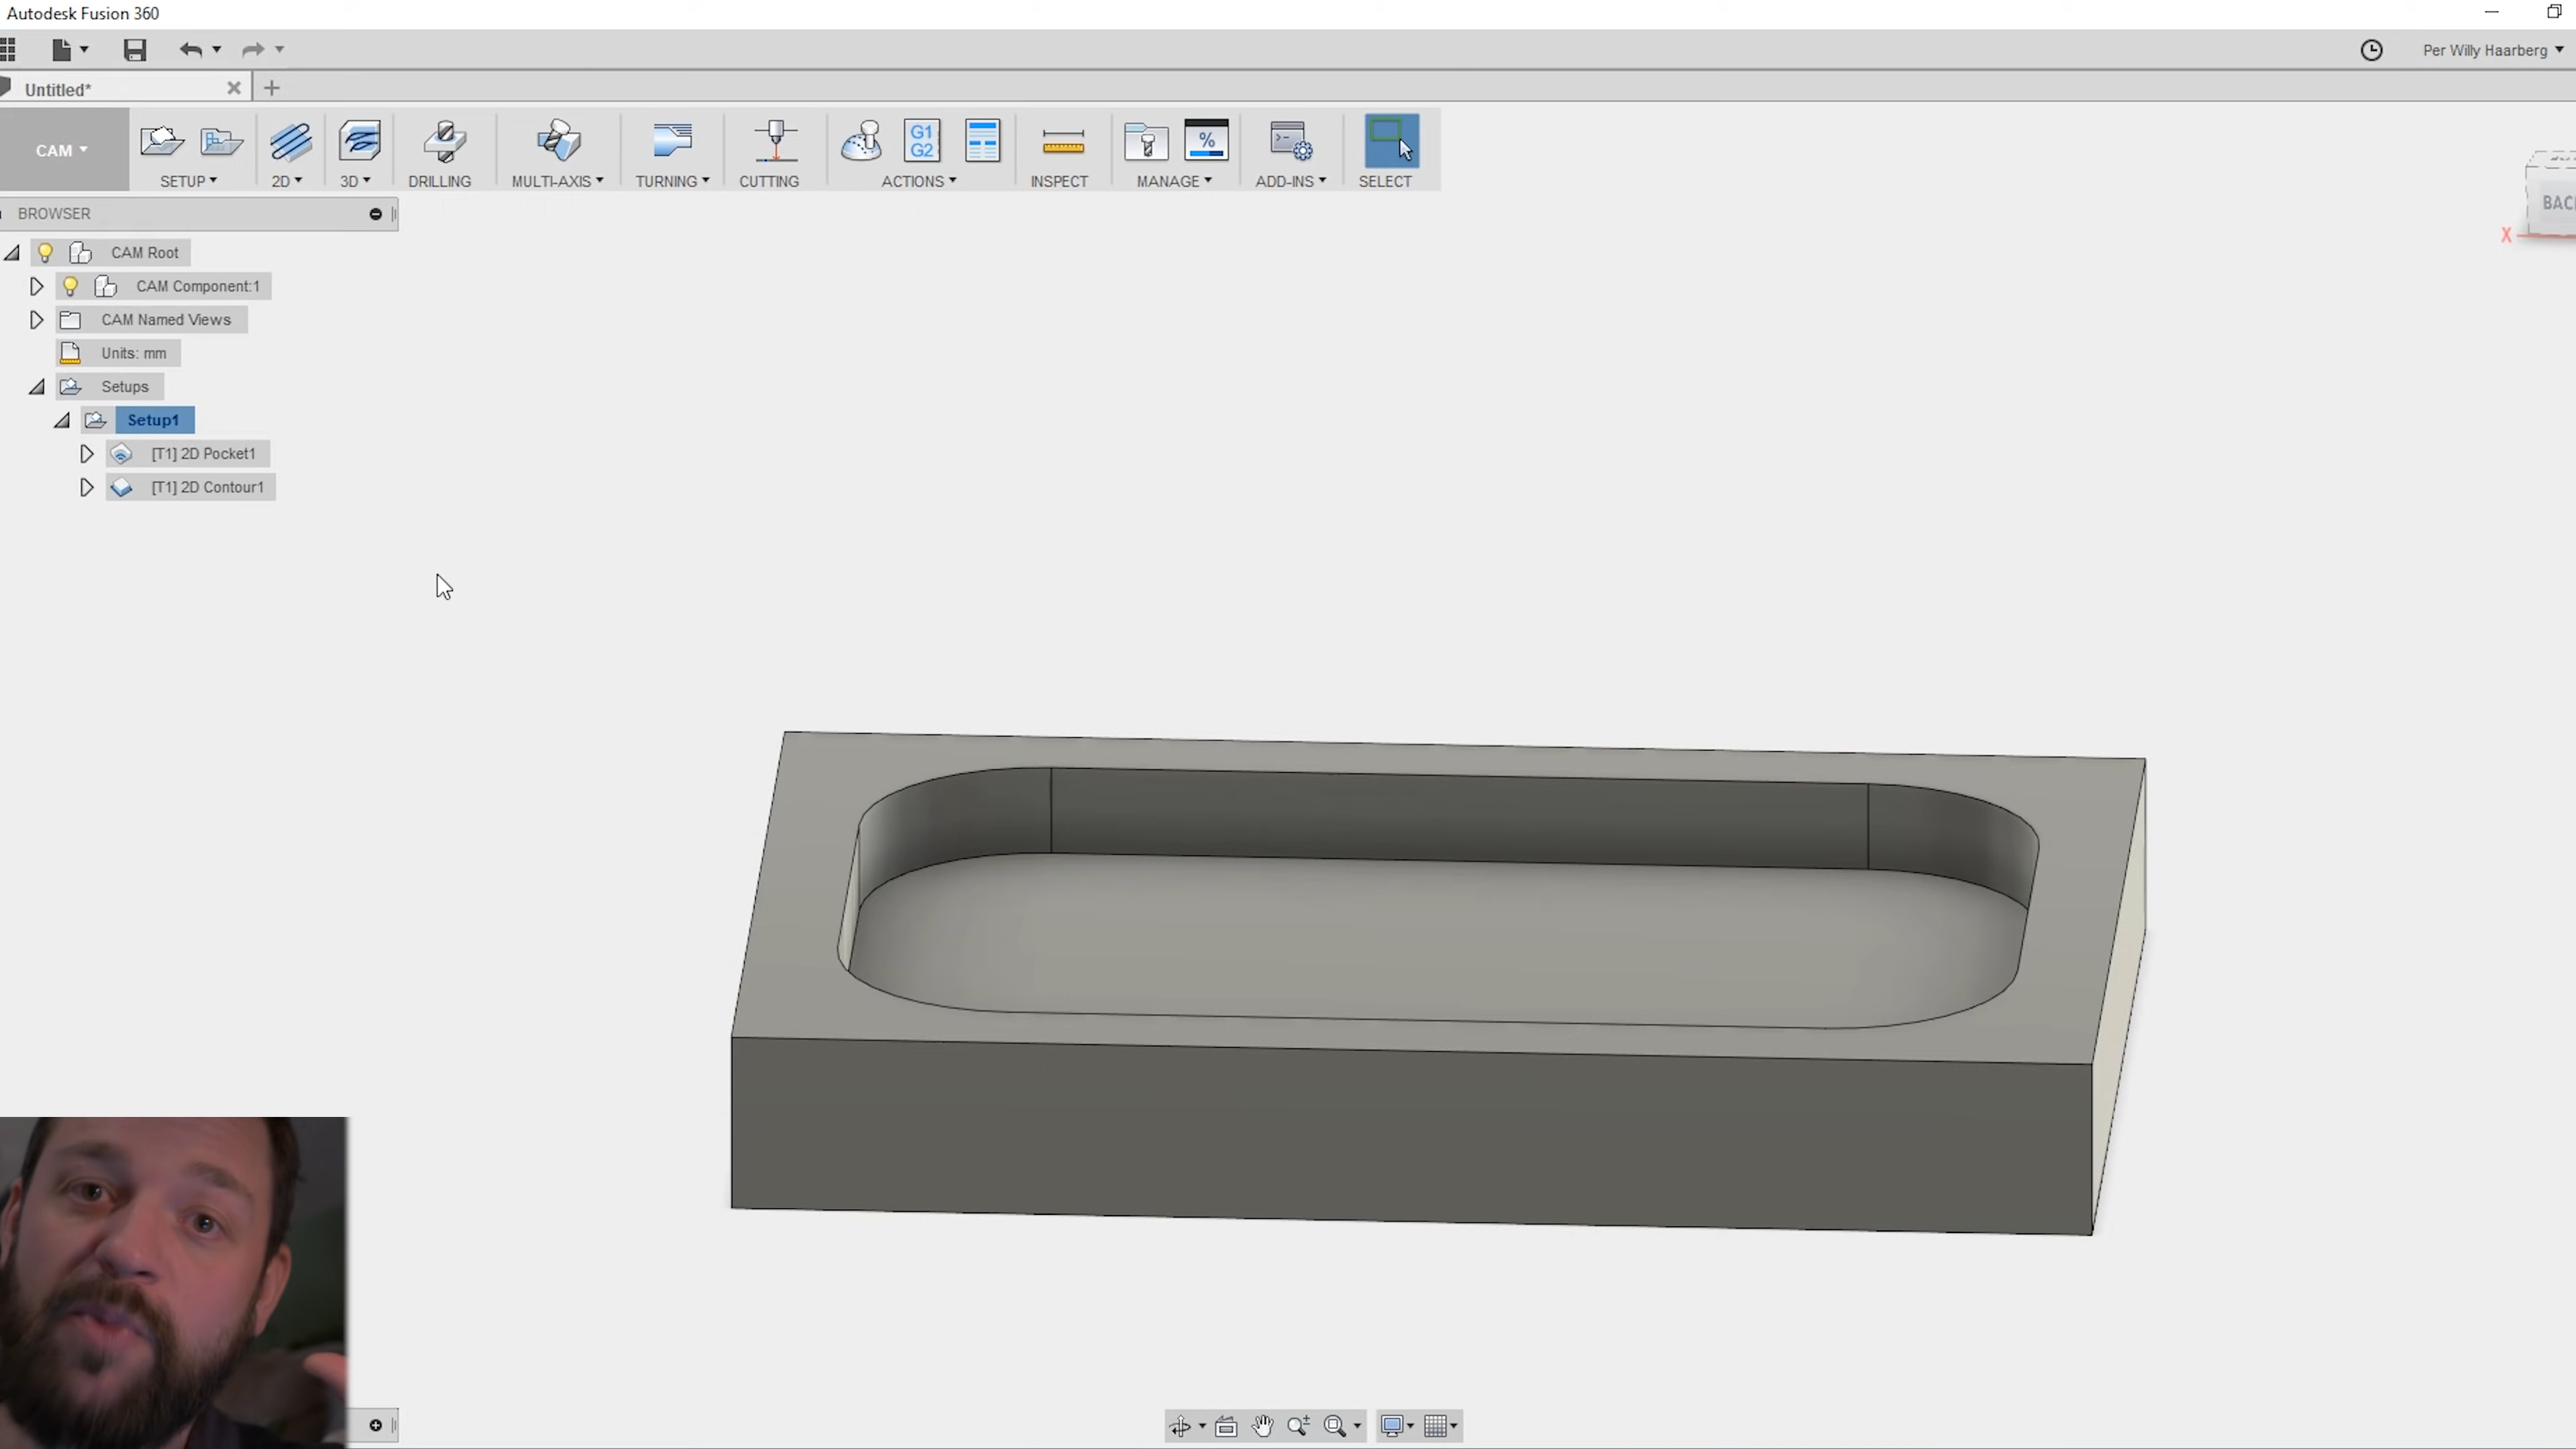 Autodesk Fusion 360
Per Willy Haarberg
Untitled*
CAM
G1
G2
%
SETUP
2D
3D
DRILLING
MULTI-AXIS
TURNING
CUTTING
ACTIONS
INSPECT
MANAGE
ADD-INS
SELECT
BROWSER
CAM Root
CAM Component:1
CAM Named Views
Units: mm
Setups
Setup1
[T1] 2D Pocket1
[T1] 2D Contour1
X